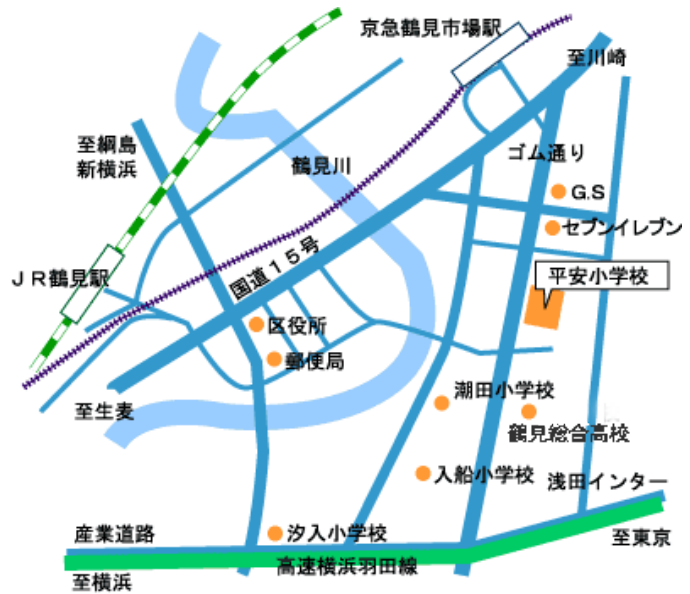 京急鶴見市場駅
至川崎
至綱島
新横浜
鶴見川
ゴム通り
G.S
セブンイレブン
国道15号
JR鶴見駅
平安小学校
区役所
郵便局
至生麦
潮田小学校
鶴見総合高校
入船小学校
浅田インター
産業道路
汐入小学校
至東京
高速横浜羽田線
至横浜